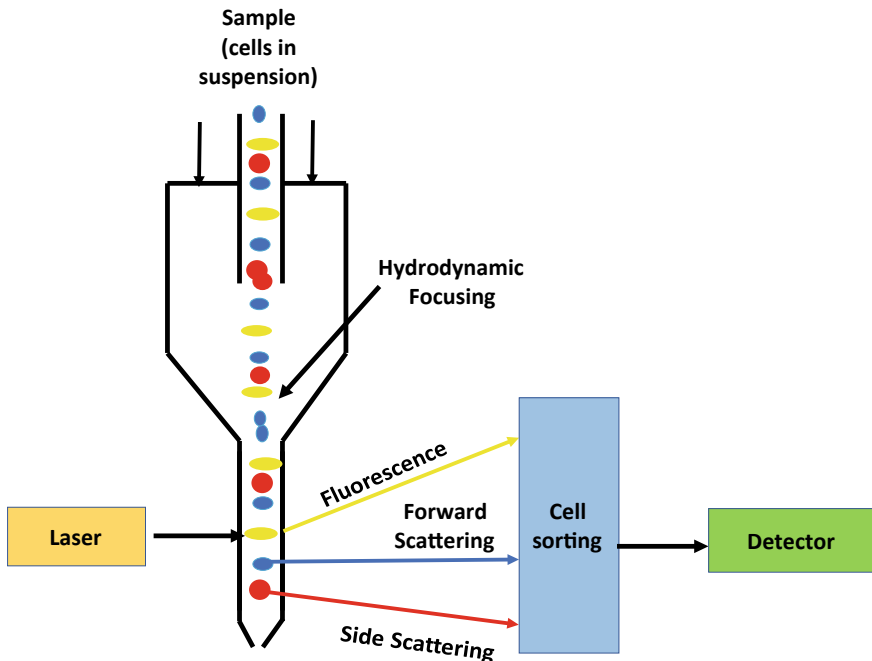 Sample
(cells in
suspension)
Hydrodynamic
Focusing
Fluorescence
Forward
Scattering
Laser
Cell
sorting
Detector
Side Scattering